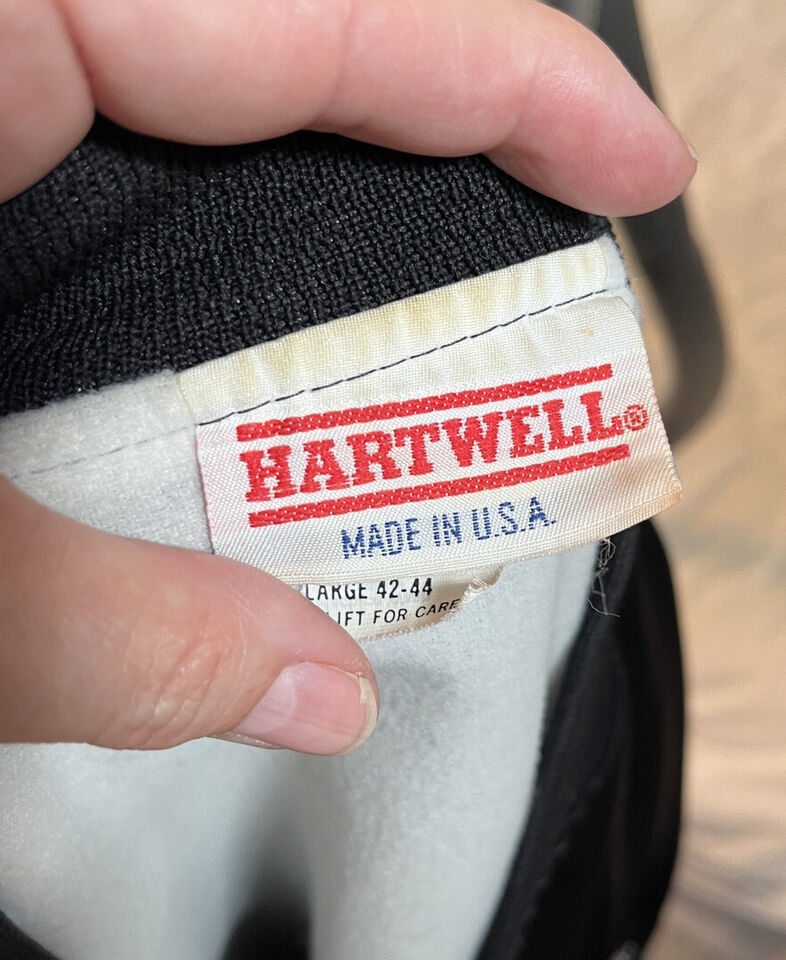 HARTWELL®
MADE IN U.S.A.
LARGE 42-44
LIFT FOR CARE